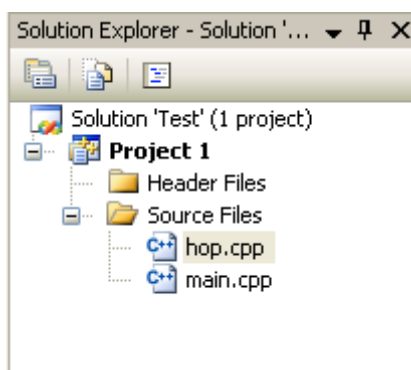 Solution Explorer - Solution '...
Solution 'Test' (1 project)
Project 1
Header Files
Source Files
C++ hop.cpp
C++ main.cpp